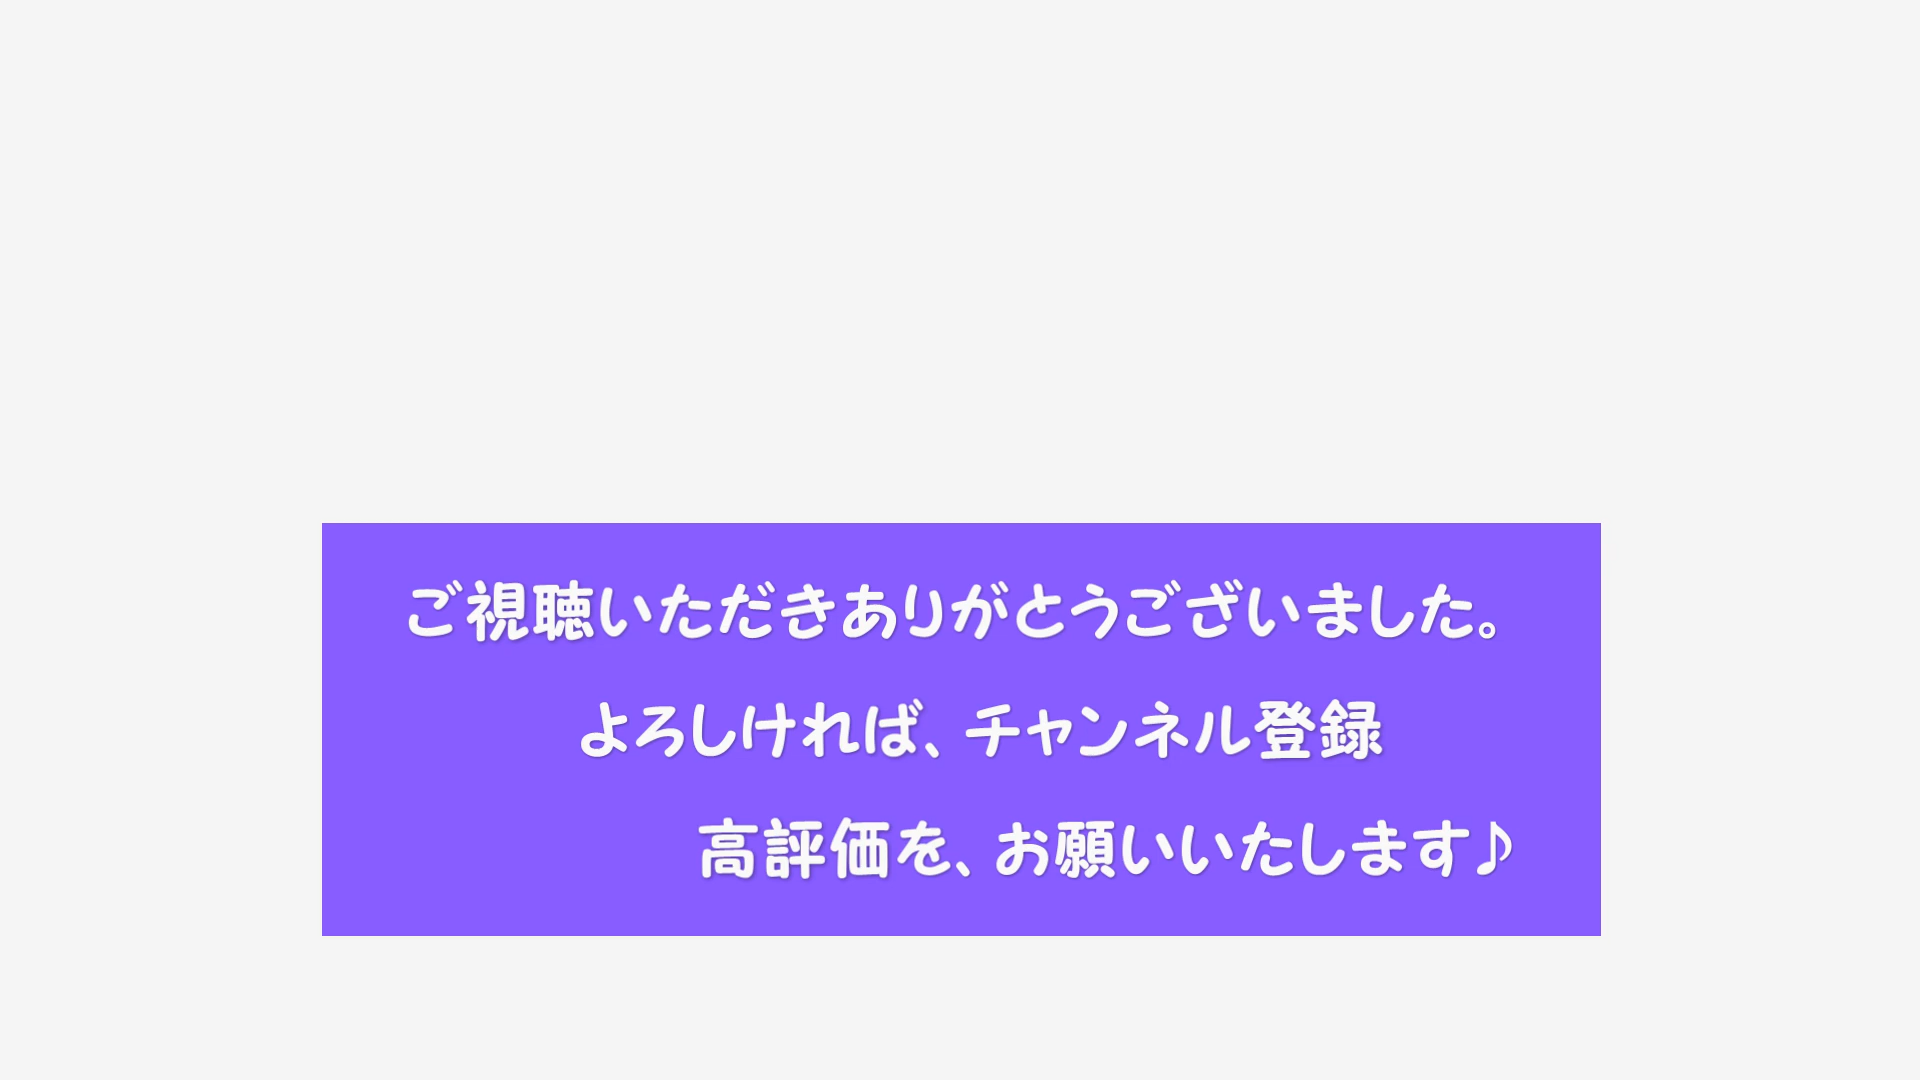 ご視聴いただきありがとうございました。
よろしければ、チャンネル登録
高評価を、お願いいたします♪